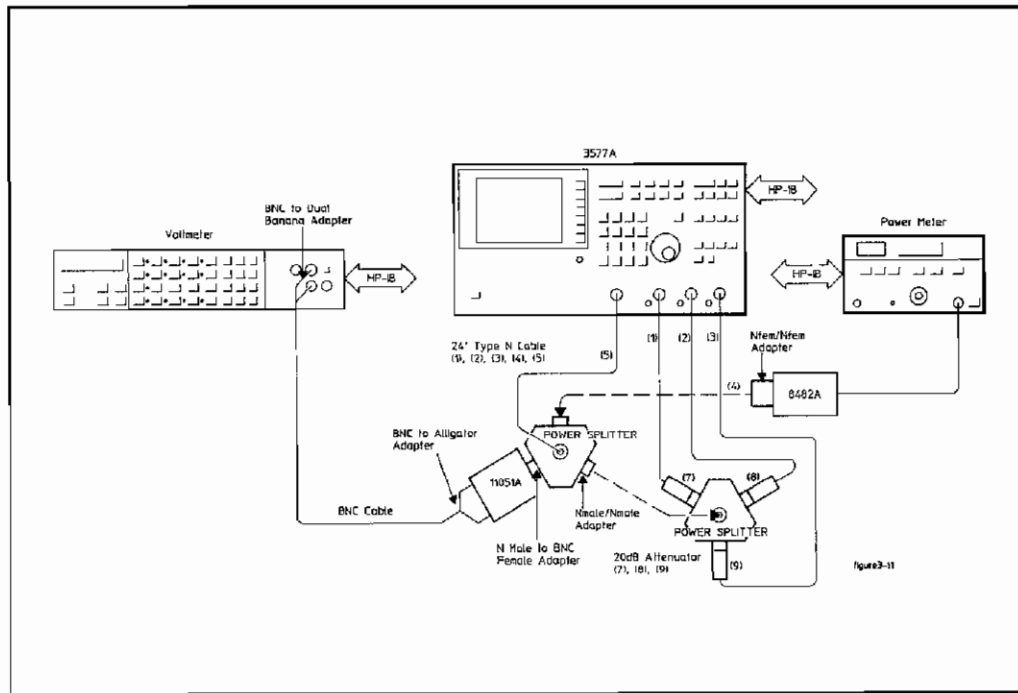 3577A
HP-IB
BNC to Dual
Banana Adapter
Voltmeter
HP-IB
Power Meter
HP-IB
24" Type N Cable
(1), (2), (3), (4), (5)
(5)
(1)
(2)
(3)
Nfem/Nfem
Adapter
(4)
8482A
POWER SPLITTER
BNC to Alligator
Adapter
11051A
BNC Cable
Nmale/Nmale
Adapter
N Male to BNC
Female Adapter
(7)
(8)
POWER SPLITTER
20dB Attenuator
(7), (8), (9)
(9)
figure3-11